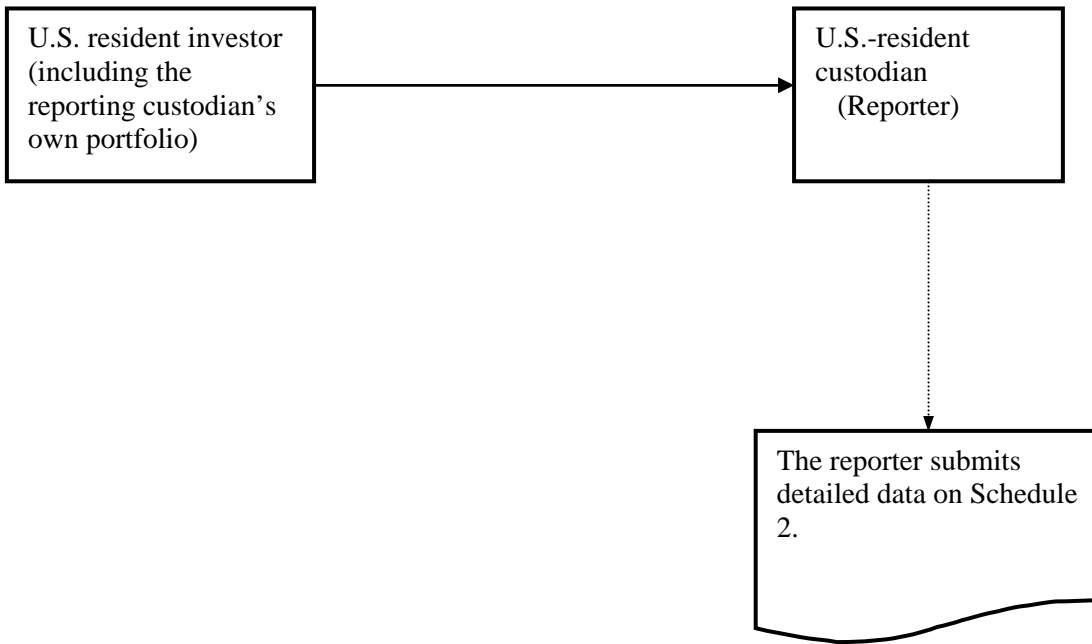 U.S. resident investor
(including the
reporting custodian’s
own portfolio)
U.S.-resident
custodian
(Reporter)
The reporter submits
detailed data on Schedule
2.